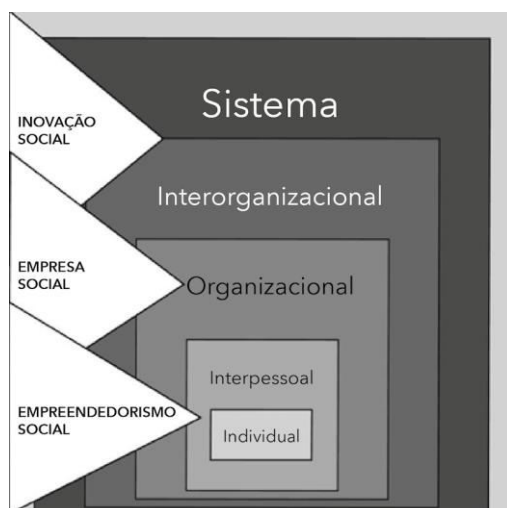 Sistema
INOVAÇÃO
SOCIAL
Interorganizacional
EMPRESA
SOCIAL
Organizacional
Interpessoal
EMPREENDEDORISMO
SOCIAL
Individual